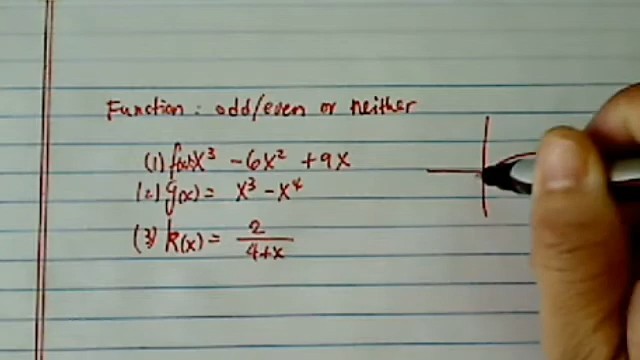 Function : odd/even or neither
(1) f(x)=x³ - 6x² + 9x
(2) g(x) = x³ - x⁴
(3) k(x) = 2/(4+x)